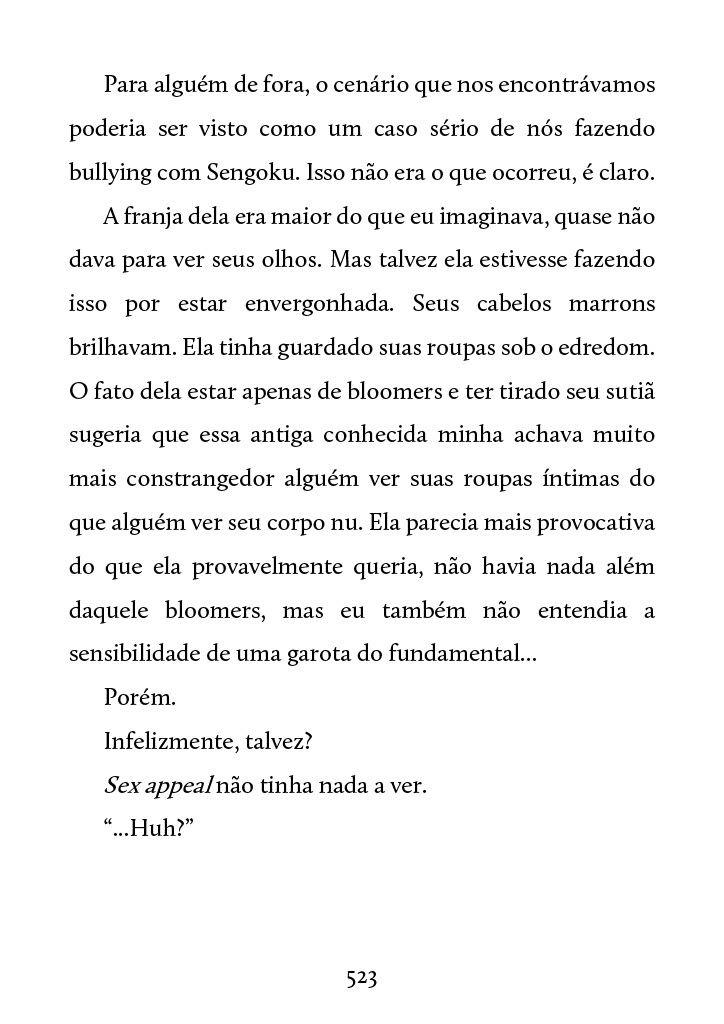 Para alguém de fora, o cenário que nos encontrávamos
poderia ser visto como um caso sério de nós fazendo
bullying com Sengoku. Isso não era o que ocorreu, é claro.
A franja dela era maior do que eu imaginava, quase não
dava para ver seus olhos. Mas talvez ela estivesse fazendo
isso por estar envergonhada. Seus cabelos marrons
brilhavam. Ela tinha guardado suas roupas sob o edredom.
O fato dela estar apenas de bloomers e ter tirado seu sutiã
sugeria que essa antiga conhecida minha achava muito
mais constrangedor alguém ver suas roupas íntimas do
que alguém ver seu corpo nu. Ela parecia mais provocativa
do que ela provavelmente queria, não havia nada além
daquele bloomers, mas eu também não entendia a
sensibilidade de uma garota do fundamental...
Porém.
Infelizmente, talvez?
Sex appeal não tinha nada a ver.
“...Huh?”
523